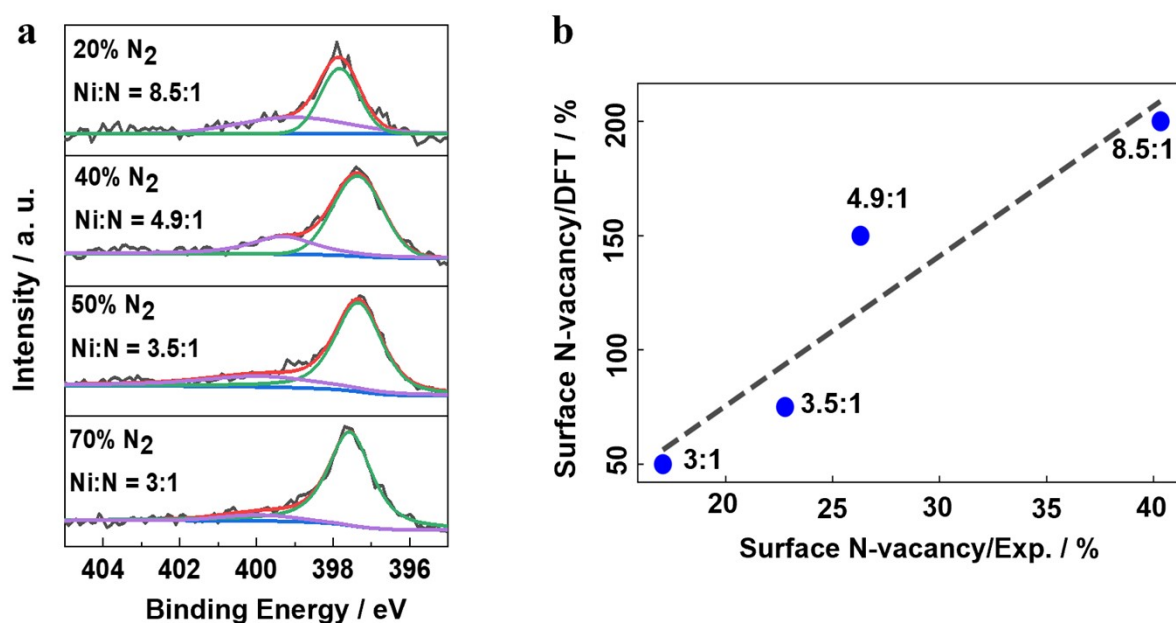 a
20% N2
Ni:N = 8.5:1
40% N2
Ni:N = 4.9:1
50% N2
Ni:N = 3.5:1
70% N2
Ni:N = 3:1
Intensity / a. u.
404 402 400 398 396
Binding Energy / eV
b
Surface N-vacancy/DFT / %
200
150
100
50
8.5:1
4.9:1
3.5:1
3:1
20 25 30 35 40
Surface N-vacancy/Exp. / %